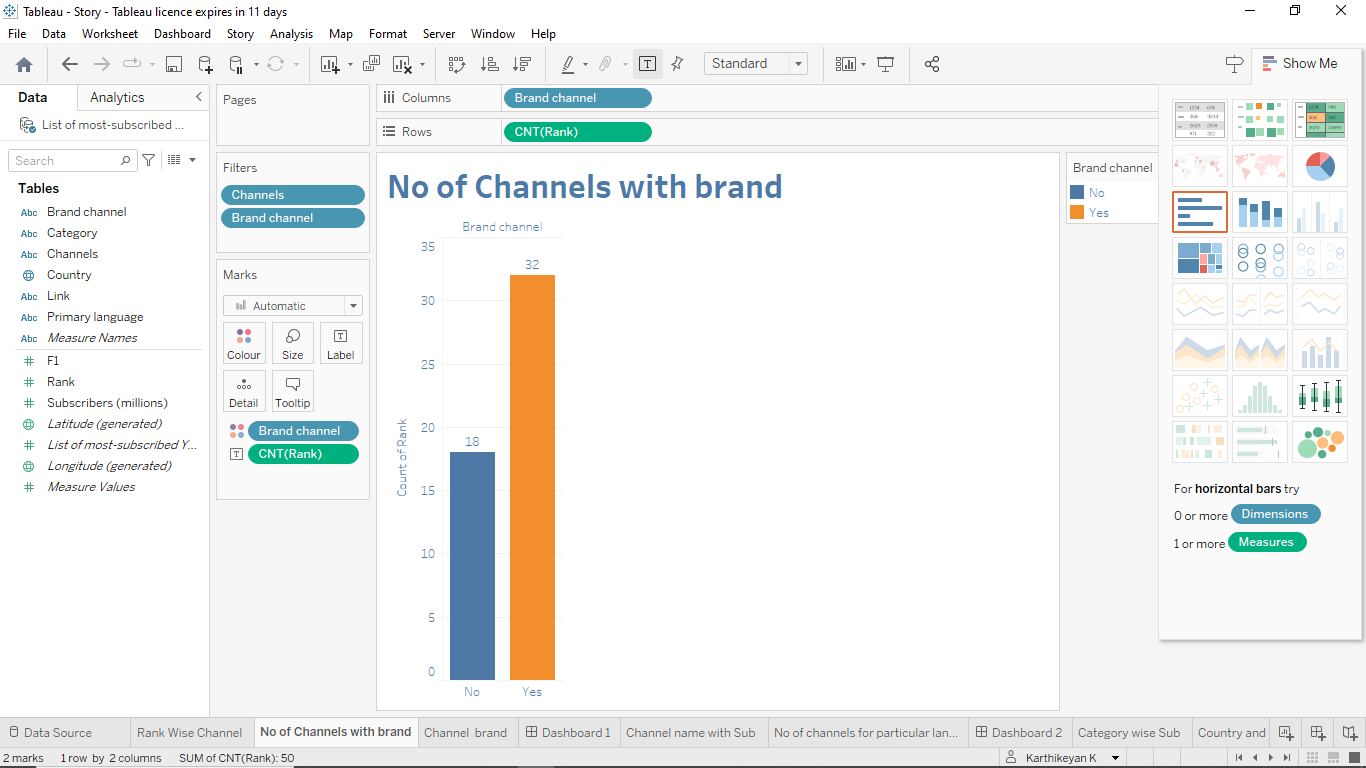 Tableau - Story - Tableau licence expires in 11 days
File Data Worksheet Dashboard Story Analysis Map Format Server Window Help
Standard
Show Me
Data Analytics
List of most-subscribed ...
Search
Tables
Brand channel
Category
Channels
Country
Link
Primary language
Measure Names
F1
Rank
Subscribers (millions)
Latitude (generated)
List of most-subscribed Y...
Longitude (generated)
Measure Values
Abc
Abc
Abc
Abc
Abc
Abc
Pages
Filters
Channels
Brand channel
Marks
Automatic
Colour Size Label
Detail Tooltip
Brand channel
CNT(Rank)
Columns Brand channel
Rows CNT(Rank)
No of Channels with brand
Brand channel
35
30
25
20
15
10
5
0
Count of Rank
18
32
No Yes
Brand channel
No
Yes
For horizontal bars try
0 or more Dimensions
1 or more Measures
Data Source Rank Wise Channel No of Channels with brand Channel brand Dashboard 1 Channel name with Sub No of channels for particular lan... Dashboard 2 Category wise Sub Country and
2 marks 1 row by 2 columns SUM of CNT(Rank): 50 Karthikeyan K